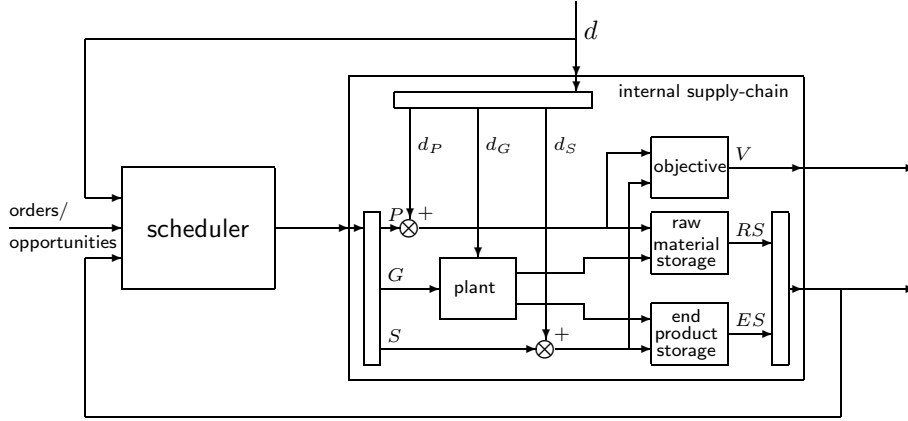 d
internal supply-chain
d_P
d_G
d_S
V
objective
orders/
opportunities
scheduler
P
+
raw
material
storage
RS
G
plant
end
product
storage
ES
S
+